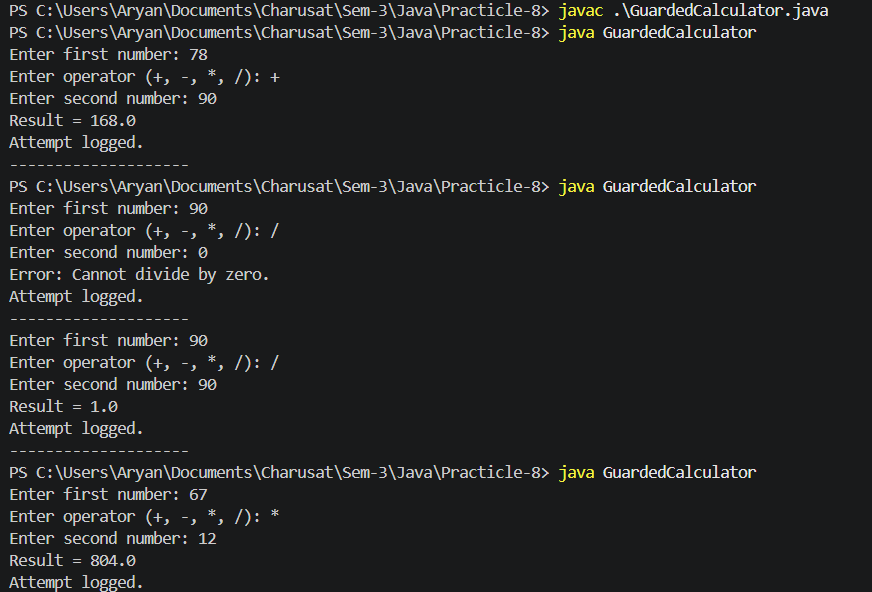 PS C:\Users\Aryan\Documents\Charusat\Sem-3\Java\Practicle-8> javac .\GuardedCalculator.java
PS C:\Users\Aryan\Documents\Charusat\Sem-3\Java\Practicle-8> java GuardedCalculator
Enter first number: 78
Enter operator (+, -, *, /): +
Enter second number: 90
Result = 168.0
Attempt logged.
--------------------
PS C:\Users\Aryan\Documents\Charusat\Sem-3\Java\Practicle-8> java GuardedCalculator
Enter first number: 90
Enter operator (+, -, *, /): /
Enter second number: 0
Error: Cannot divide by zero.
Attempt logged.
--------------------
Enter first number: 90
Enter operator (+, -, *, /): /
Enter second number: 90
Result = 1.0
Attempt logged.
--------------------
PS C:\Users\Aryan\Documents\Charusat\Sem-3\Java\Practicle-8> java GuardedCalculator
Enter first number: 67
Enter operator (+, -, *, /): *
Enter second number: 12
Result = 804.0
Attempt logged.